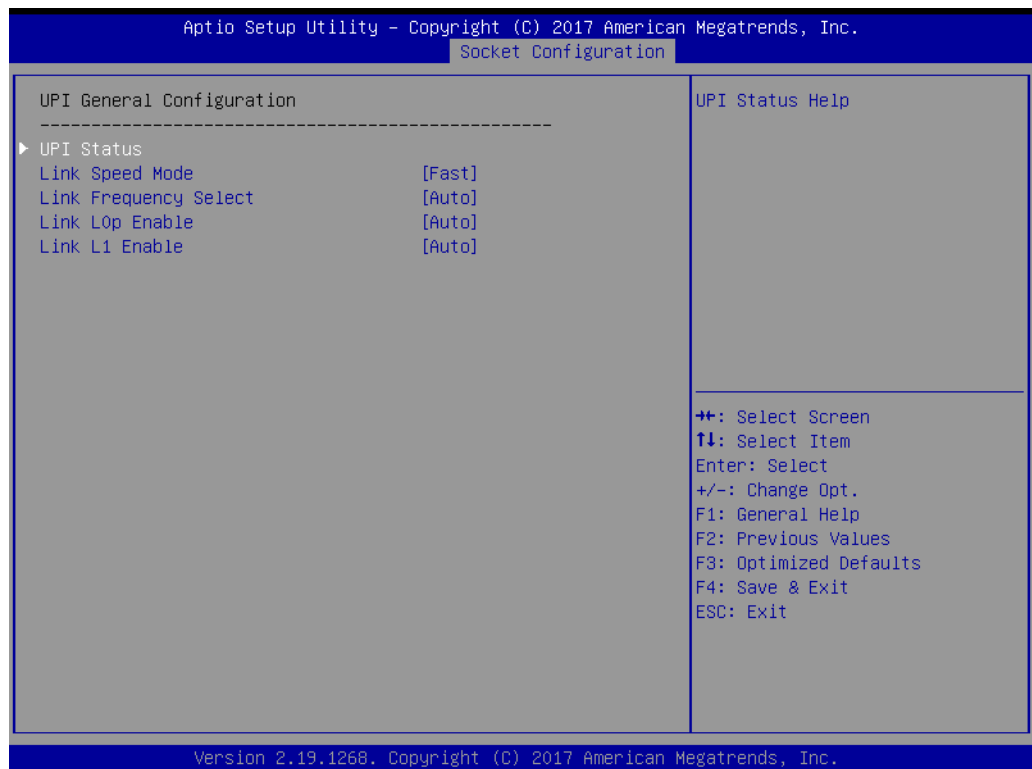 Aptio Setup Utility – Copyright (C) 2017 American Megatrends, Inc.
Socket Configuration
UPI General Configuration
--------------------------------------------------
UPI Status
Link Speed Mode [Fast]
Link Frequency Select [Auto]
Link L0p Enable [Auto]
Link L1 Enable [Auto]
UPI Status Help
→←: Select Screen
↑↓: Select Item
Enter: Select
+/-: Change Opt.
F1: General Help
F2: Previous Values
F3: Optimized Defaults
F4: Save & Exit
ESC: Exit
Version 2.19.1268. Copyright (C) 2017 American Megatrends, Inc.